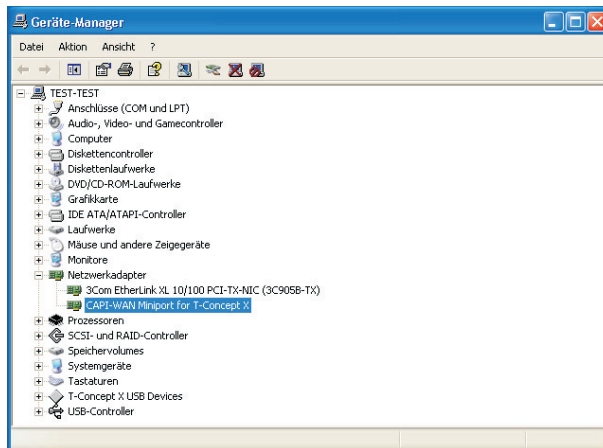 Geräte-Manager
Datei Aktion Ansicht ?
TEST-TEST
Anschlüsse (COM und LPT)
Audio-, Video- und Gamecontroller
Computer
Diskettencontroller
Diskettenlaufwerke
DVD/CD-ROM-Laufwerke
Grafikkarte
IDE ATA/ATAPI-Controller
Laufwerke
Mäuse und andere Zeigegeräte
Monitore
Netzwerkadapter
3Com EtherLink XL 10/100 PCI-TX-NIC (3C905B-TX)
CAPI-WAN Miniport for T-Concept X
Prozessoren
SCSI- und RAID-Controller
Speichervolumes
Systemgeräte
Tastaturen
T-Concept X USB Devices
USB-Controller